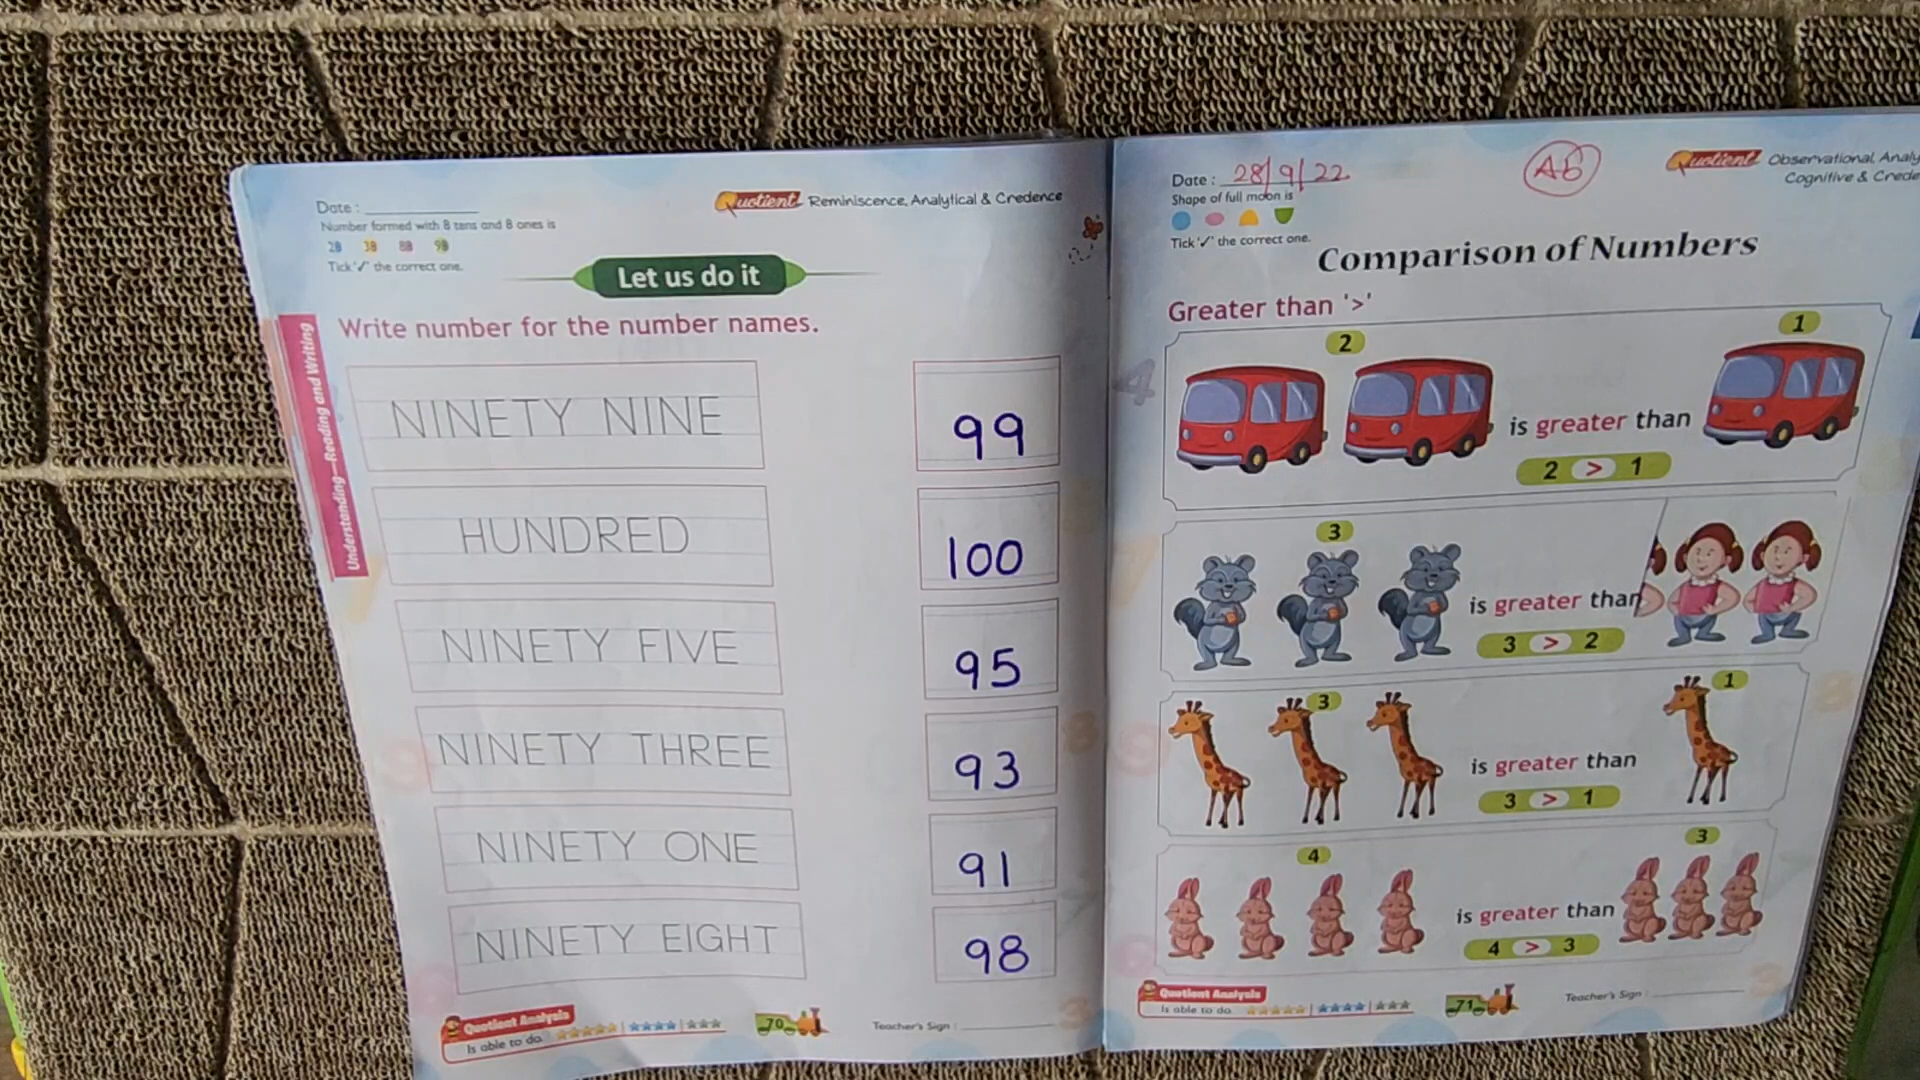 Date :
Quotient Reminiscence, Analytical & Credence
Number formed with 8 tens and 8 ones is
28 38 88 98
Tick '✓' the correct one.
Let us do it
Understanding—Reading and Writing
Write number for the number names.
NINETY NINE 99
HUNDRED 100
NINETY FIVE 95
NINETY THREE 93
NINETY ONE 91
NINETY EIGHT 98
Quotient Analysis
Is able to do
70
Teacher's Sign :
Date : 28/9/22
A6
Quotient Observational, Analy
Cognitive & Crede
Shape of full moon is
Tick '✓' the correct one.
Comparison of Numbers
Greater than '>'
2 1
is greater than
2 > 1
3
is greater than
3 > 2
3 1
is greater than
3 > 1
4 3
is greater than
4 > 3
Quotient Analysis
Is able to do
71
Teacher's Sign :